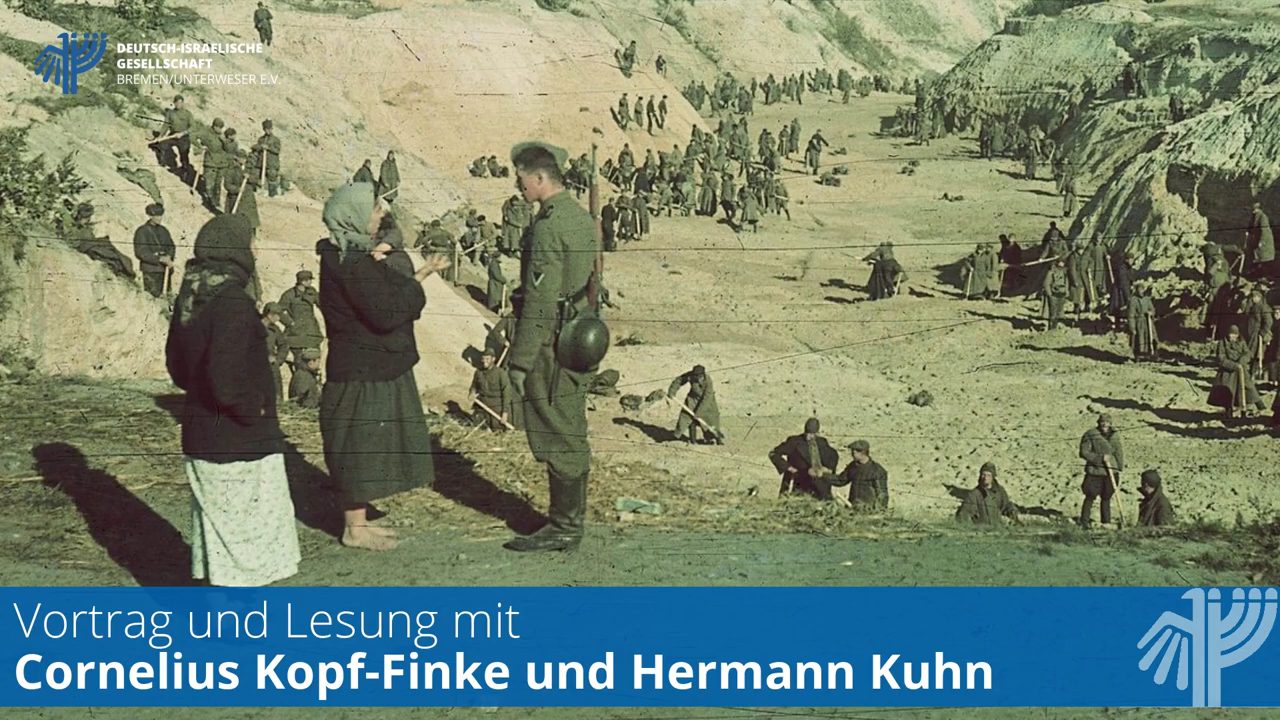 DEUTSCH-ISRAELISCHE
GESELLSCHAFT
BREMEN/UNTERWESER E.V.
Vortrag und Lesung mit
Cornelius Kopf-Finke und Hermann Kuhn